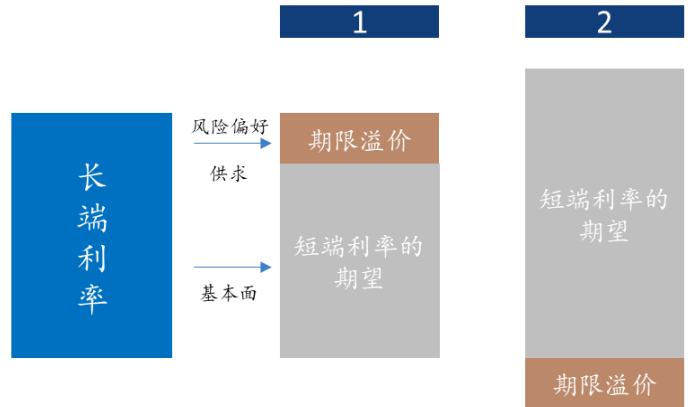 1
2
长
端
利
率
风险偏好
供求
基本面
期限溢价
短端利率的
期望
短端利率的
期望
期限溢价